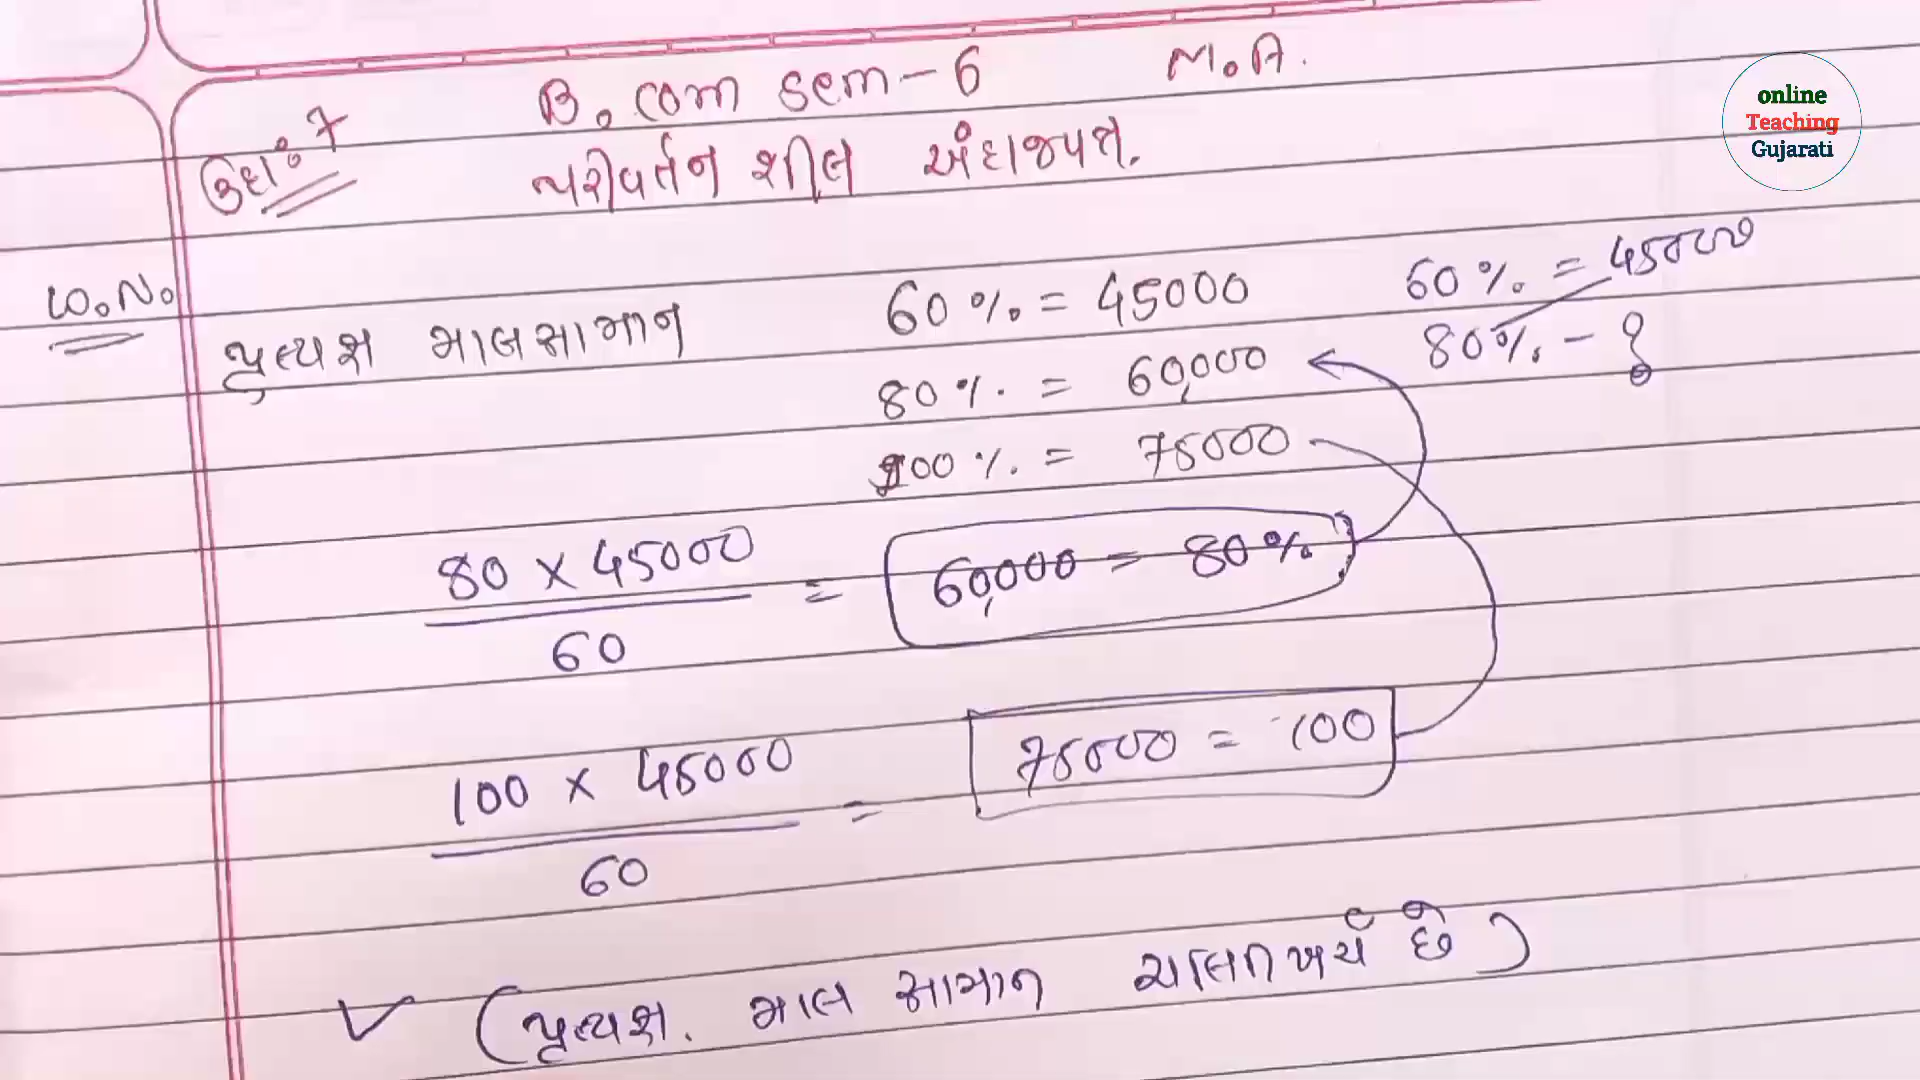 B.com sem-6 M.A.
online
Teaching
Gujarati
ઉદા૦ 7
પરીવર્તન શીલ અંદાજપત્ર.
W.N.
પ્રત્યક્ષ માલસામાન 60% = 45000 60% = 45000
80% = 60,000 80% - ?
100% = 75000
80 x 45000
60
= 60,000 = 80%
100 x 45000
60
= 75000 = 100
(પ્રત્યક્ષ. માલ સામાન ચલિતખર્ચ છે)